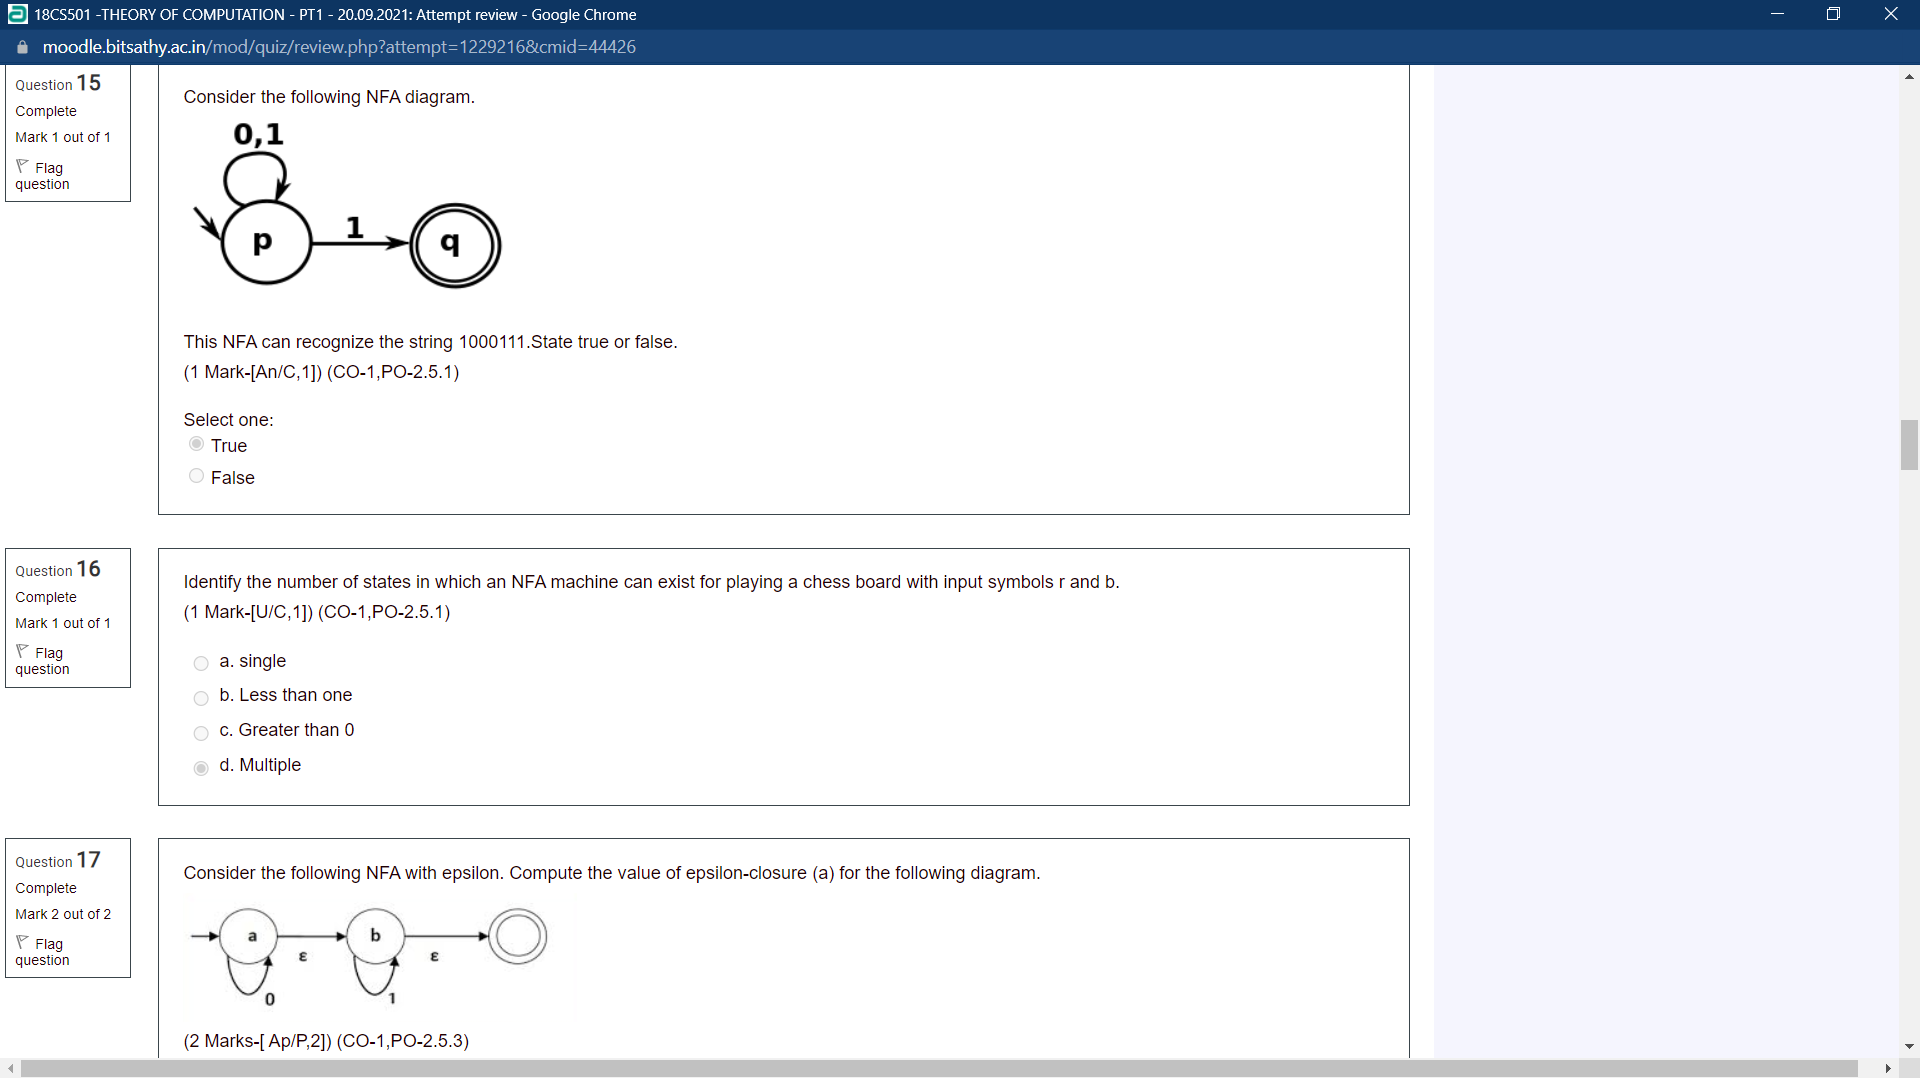 18CS501 -THEORY OF COMPUTATION - PT1 - 20.09.2021: Attempt review - Google Chrome
moodle.bitsathy.ac.in/mod/quiz/review.php?attempt=1229216&cmid=44426
Question 15
Complete
Mark 1 out of 1
Flag
question
Consider the following NFA diagram.
0,1
p
1
q
This NFA can recognize the string 1000111.State true or false.
(1 Mark-[An/C,1]) (CO-1,PO-2.5.1)
Select one:
True
False
Question 16
Complete
Mark 1 out of 1
Flag
question
Identify the number of states in which an NFA machine can exist for playing a chess board with input symbols r and b.
(1 Mark-[U/C,1]) (CO-1,PO-2.5.1)
a. single
b. Less than one
c. Greater than 0
d. Multiple
Question 17
Complete
Mark 2 out of 2
Flag
question
Consider the following NFA with epsilon. Compute the value of epsilon-closure (a) for the following diagram.
a
b
ε
ε
0
1
(2 Marks-[ Ap/P,2]) (CO-1,PO-2.5.3)